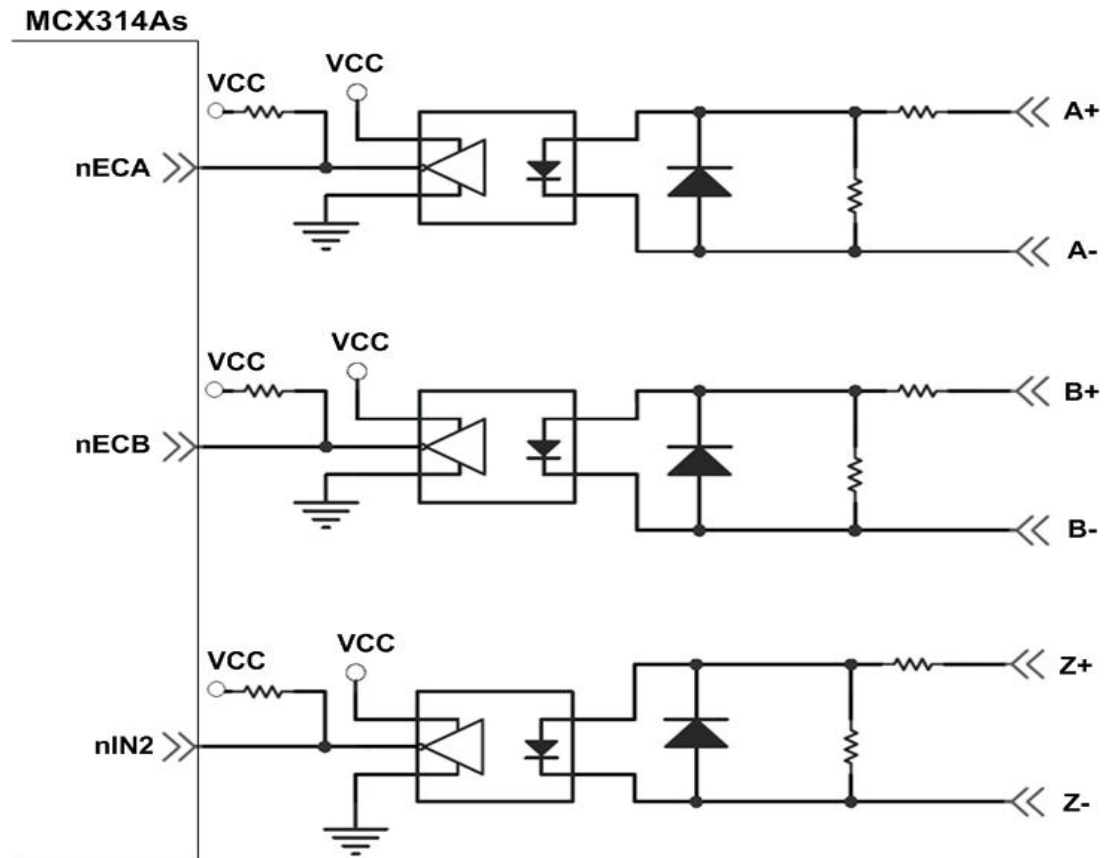 MCX314As
VCC
VCC
A+
nECA
A-
VCC
VCC
B+
nECB
B-
VCC
VCC
Z+
nIN2
Z-